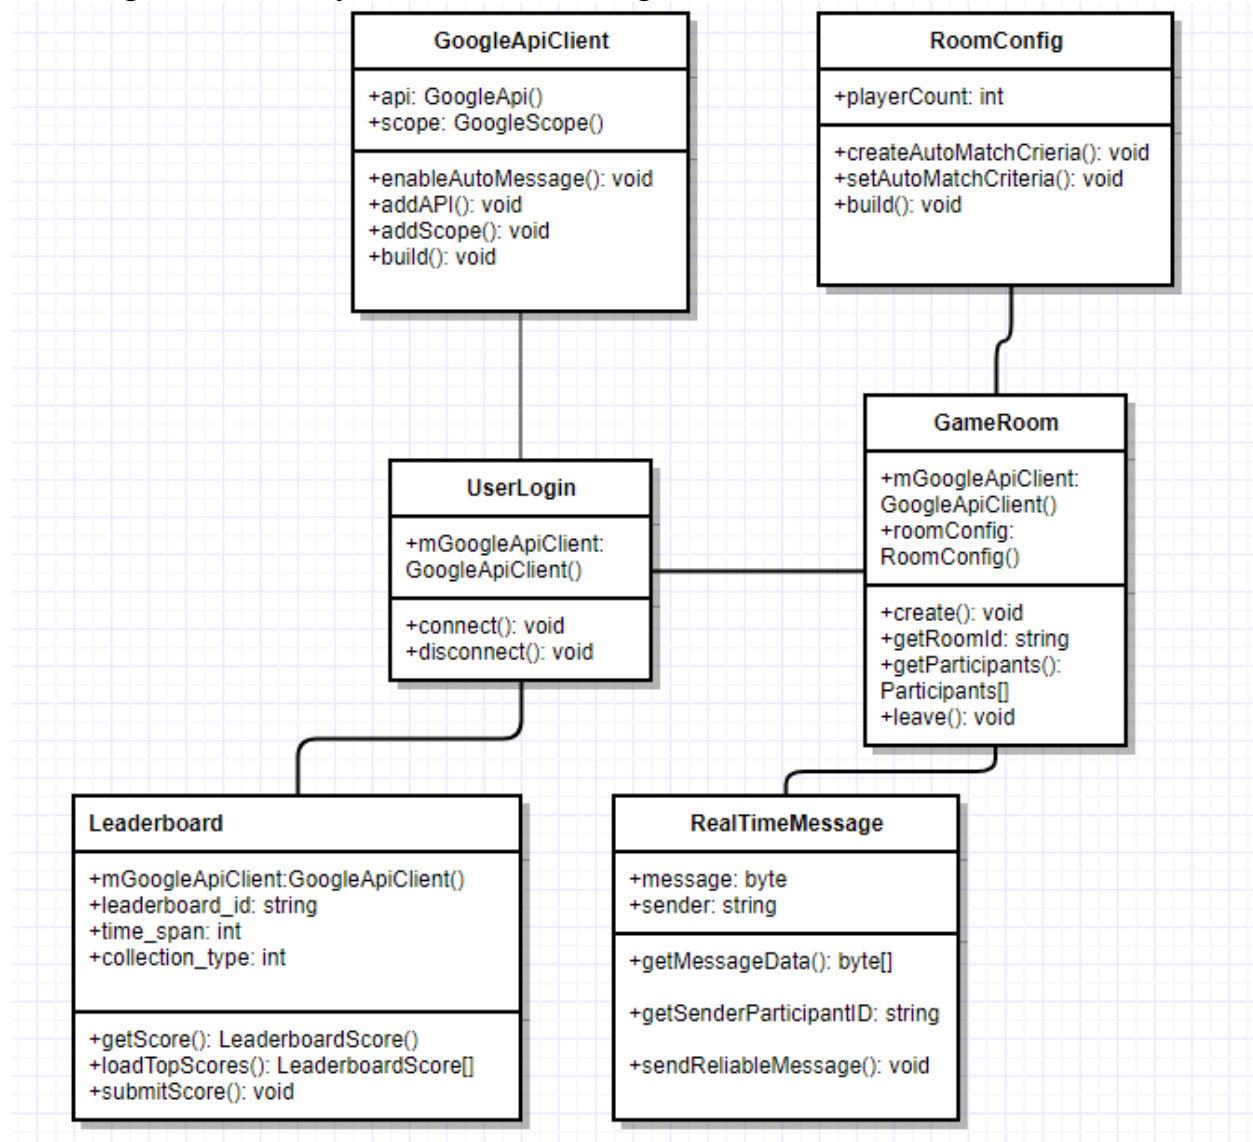 GoogleApiClient
+api: GoogleApi()
+scope: GoogleScope()
+enableAutoMessage(): void
+addAPI(): void
+addScope(): void
+build(): void
RoomConfig
+playerCount: int
+createAutoMatchCrieria(): void
+setAutoMatchCriteria(): void
+build(): void
UserLogin
+mGoogleApiClient:
GoogleApiClient()
+connect(): void
+disconnect(): void
GameRoom
+mGoogleApiClient:
GoogleApiClient()
+roomConfig:
RoomConfig()
+create(): void
+getRoomId: string
+getParticipants():
Participants[]
+leave(): void
Leaderboard
+mGoogleApiClient:GoogleApiClient()
+leaderboard_id: string
+time_span: int
+collection_type: int
+getScore(): LeaderboardScore()
+loadTopScores(): LeaderboardScore[]
+submitScore(): void
RealTimeMessage
+message: byte
+sender: string
+getMessageData(): byte[]
+getSenderParticipantID: string
+sendReliableMessage(): void